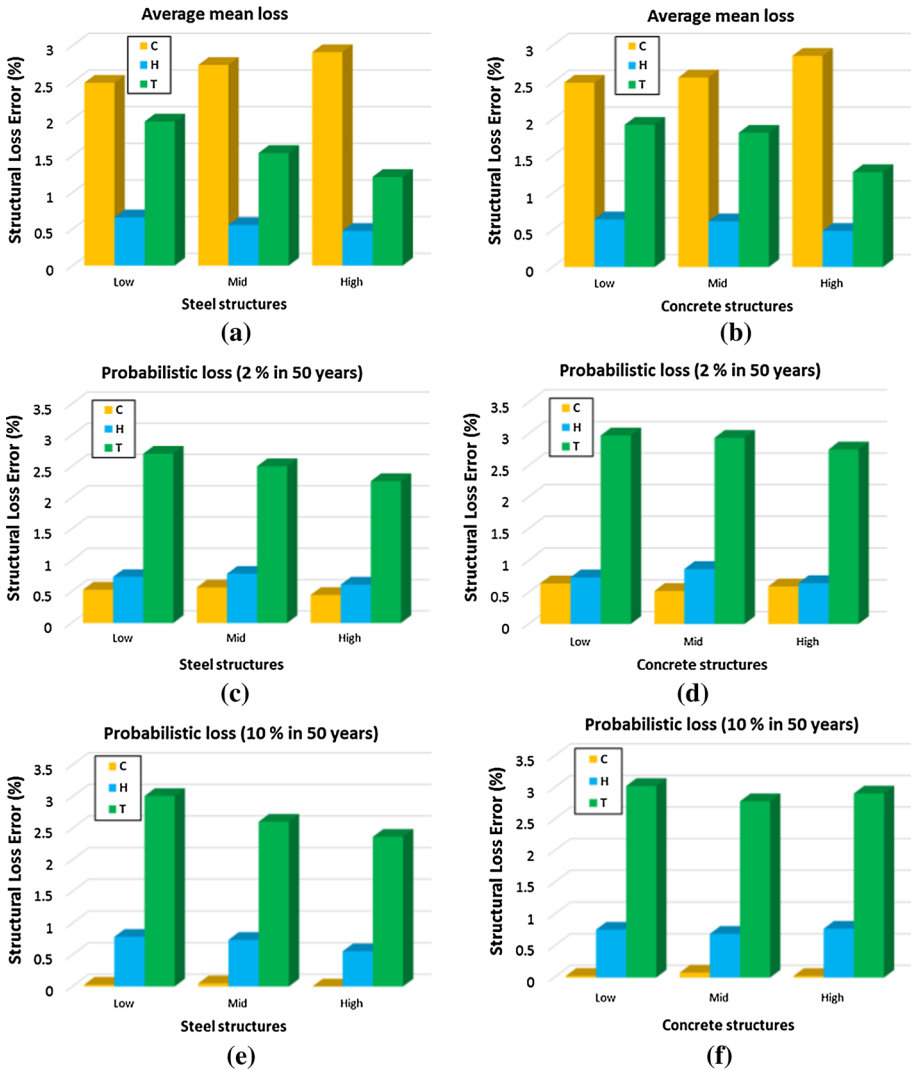 Average mean loss
Structural Loss Error (%)
3
2.5
2
1.5
1
0.5
0
C
H
T
Low Mid High
Steel structures
(a)
Average mean loss
Structural Loss Error (%)
3
2.5
2
1.5
1
0.5
0
C
H
T
Low Mid High
Concrete structures
(b)
Probabilistic loss (2 % in 50 years)
Structural Loss Error (%)
3.5
3
2.5
2
1.5
1
0.5
0
C
H
T
Low Mid High
Steel structures
(c)
Probabilistic loss (2 % in 50 years)
Structural Loss Error (%)
3.5
3
2.5
2
1.5
1
0.5
0
C
H
T
Low Mid High
Concrete structures
(d)
Probabilistic loss (10 % in 50 years)
Structural Loss Error (%)
3.5
3
2.5
2
1.5
1
0.5
0
C
H
T
Low Mid High
Steel structures
(e)
Probabilistic loss (10 % in 50 years)
Structural Loss Error (%)
3.5
3
2.5
2
1.5
1
0.5
0
C
H
T
Low Mid High
Concrete structures
(f)